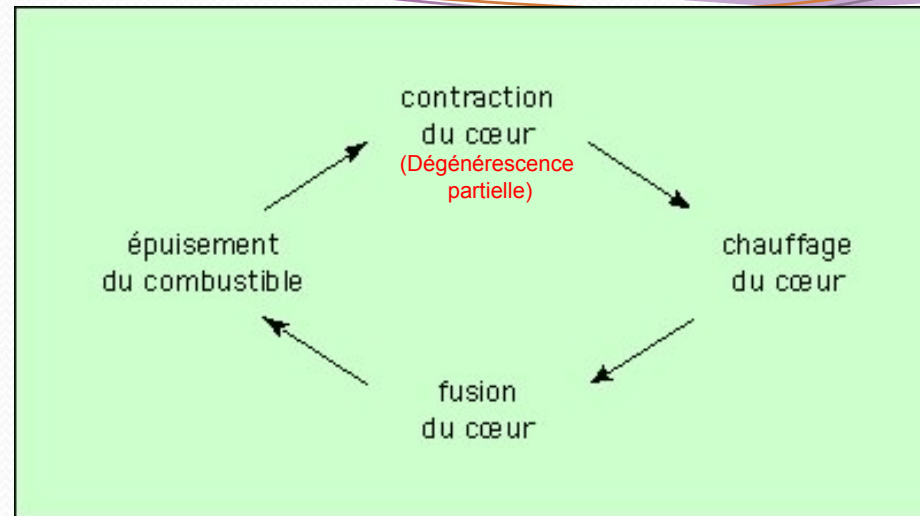 contraction
du cœur
(Dégénérescence
partielle)
épuisement
du combustible
chauffage
du cœur
fusion
du cœur